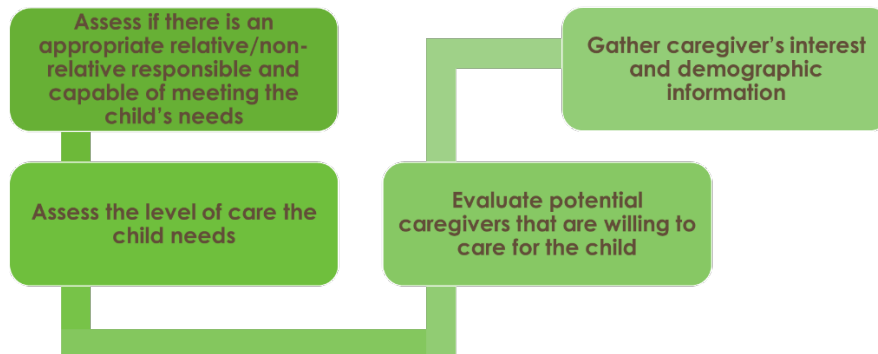 Assess if there is an
appropriate relative/non-
relative responsible and
capable of meeting the
child's needs
Assess the level of care the
child needs
Evaluate potential
caregivers that are willing to
care for the child
Gather caregiver's interest
and demographic
information